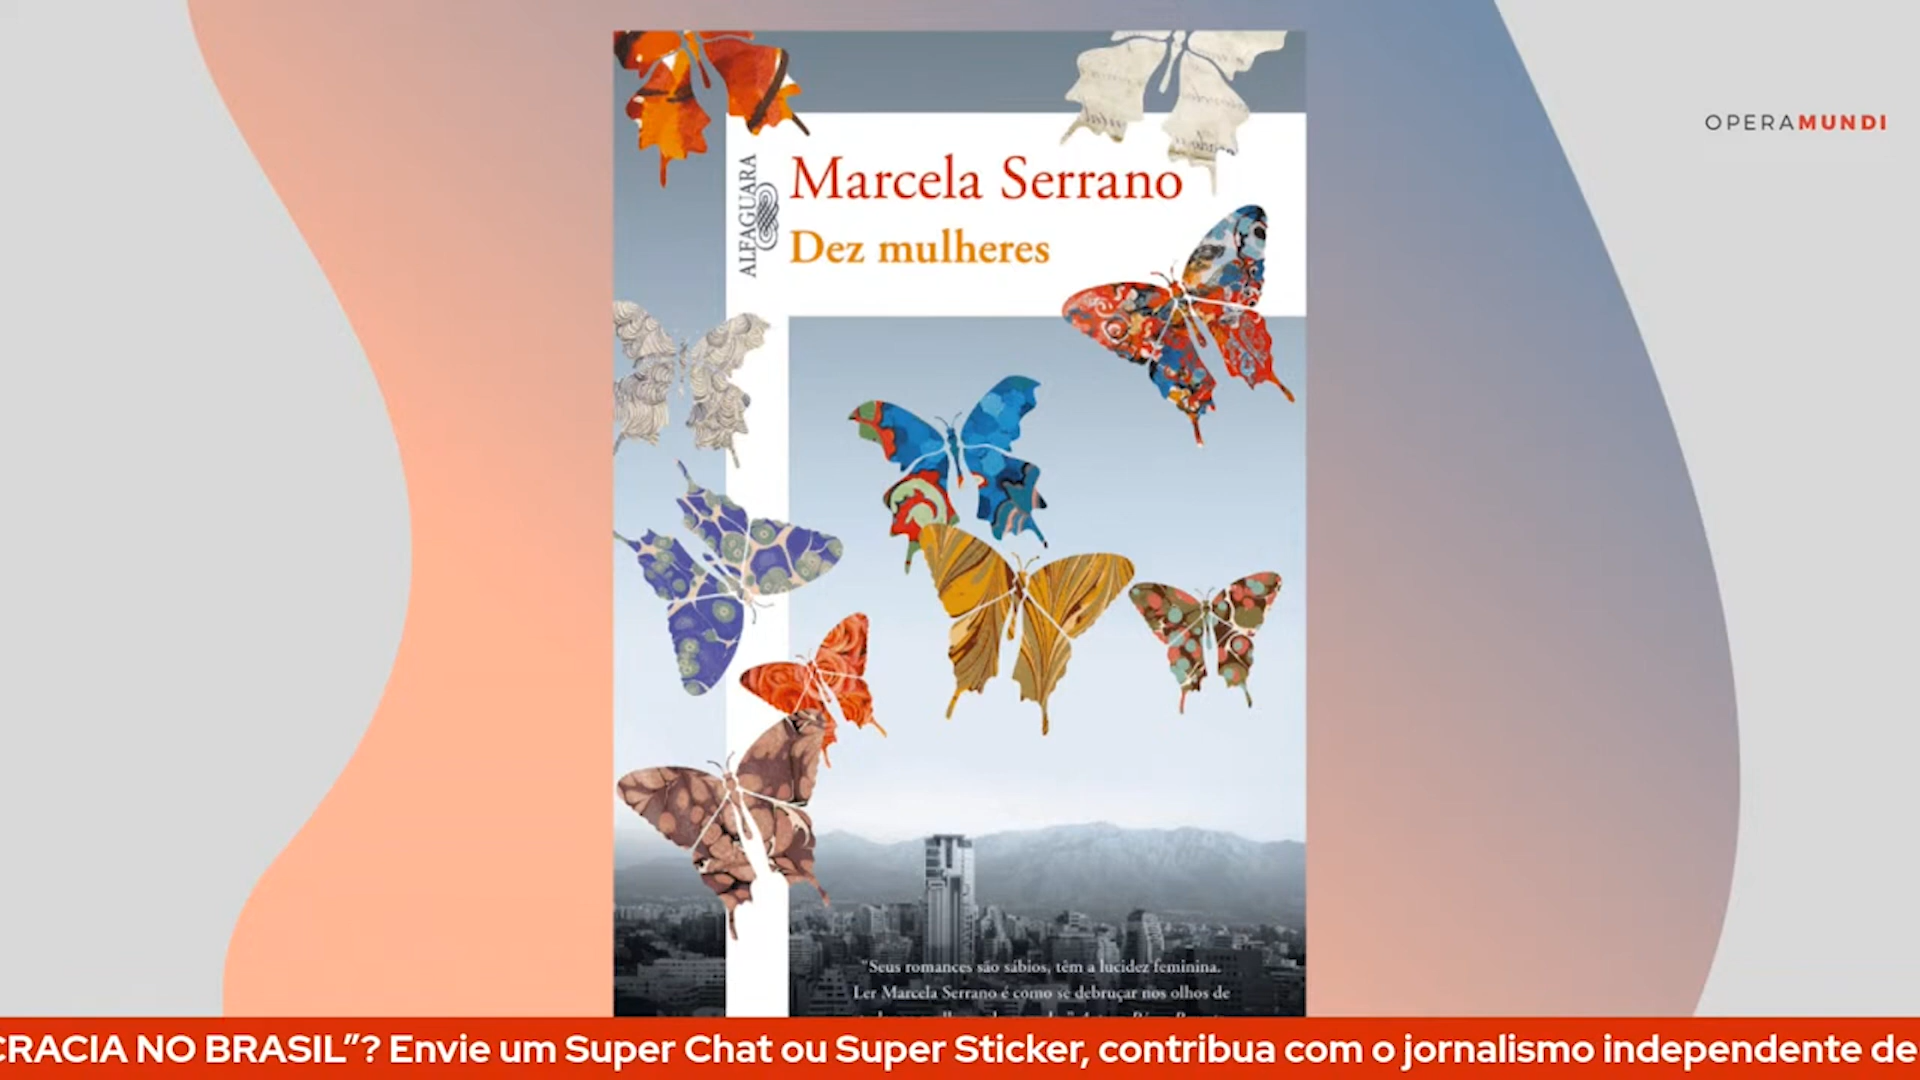 OPERAMUNDI
ALFAGUARA
Marcela Serrano
Dez mulheres
"Seus romances são sábios, têm a lucidez feminina.
Ler Marcela Serrano é como se debruçar nos olhos de
CRACIA NO BRASIL”? Envie um Super Chat ou Super Sticker, contribua com o jornalismo independente de